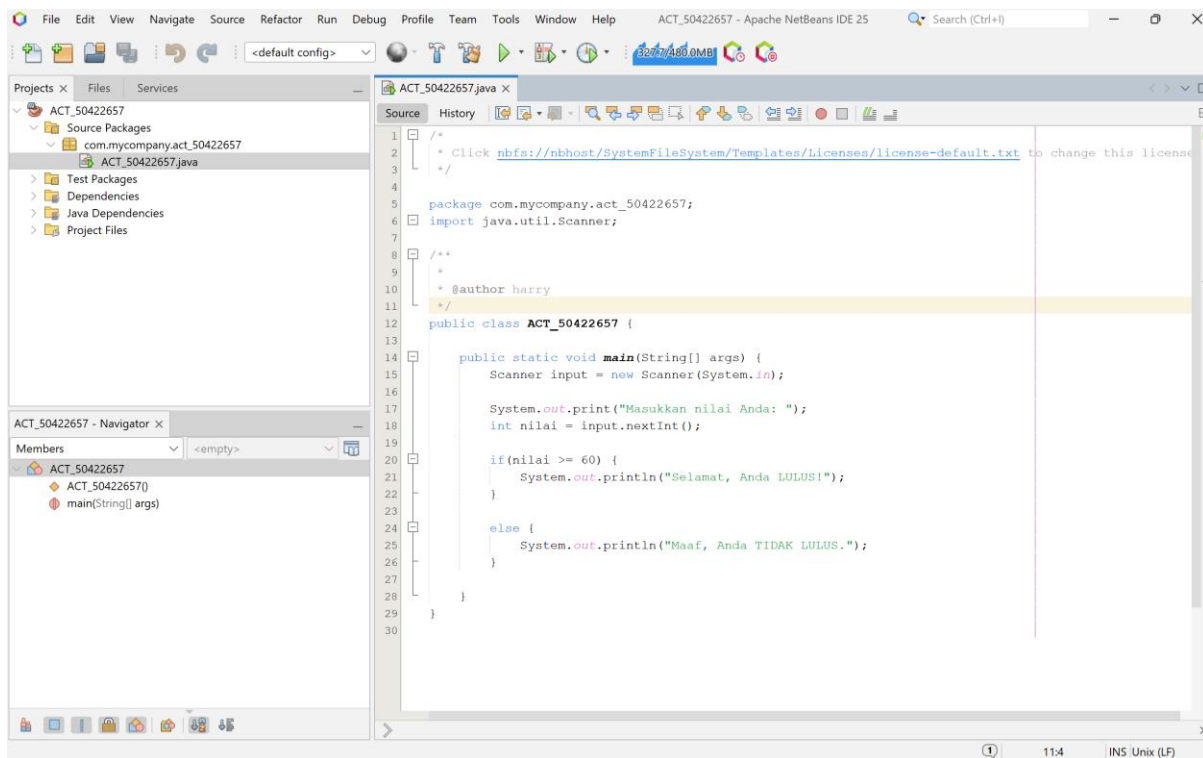 File Edit View Navigate Source Refactor Run Debug Profile Team Tools Window Help ACT_50422657 - Apache NetBeans IDE 25 Search (Ctrl+I)
<default config> 327.7/480.0MB
Projects Files Services
ACT_50422657
Source Packages
com.mycompany.act_50422657
ACT_50422657.java
Test Packages
Dependencies
Java Dependencies
Project Files
ACT_50422657 - Navigator
Members <empty>
ACT_50422657
ACT_50422657()
main(String[] args)
ACT_50422657.java
Source History
1 /*
2 * Click nbfs://nbhost/SystemFileSystem/Templates/Licenses/license-default.txt to change this license
3 */
4
5 package com.mycompany.act_50422657;
6 import java.util.Scanner;
7
8 /**
9 *
10 * @author harry
11 */
12 public class ACT_50422657 {
13
14 public static void main(String[] args) {
15 Scanner input = new Scanner(System.in);
16
17 System.out.print("Masukkan nilai Anda: ");
18 int nilai = input.nextInt();
19
20 if(nilai >= 60) {
21 System.out.println("Selamat, Anda LULUS!");
22 }
23
24 else {
25 System.out.println("Maaf, Anda TIDAK LULUS.");
26 }
27
28 }
29 }
30
1 11:4 INS Unix (LF)